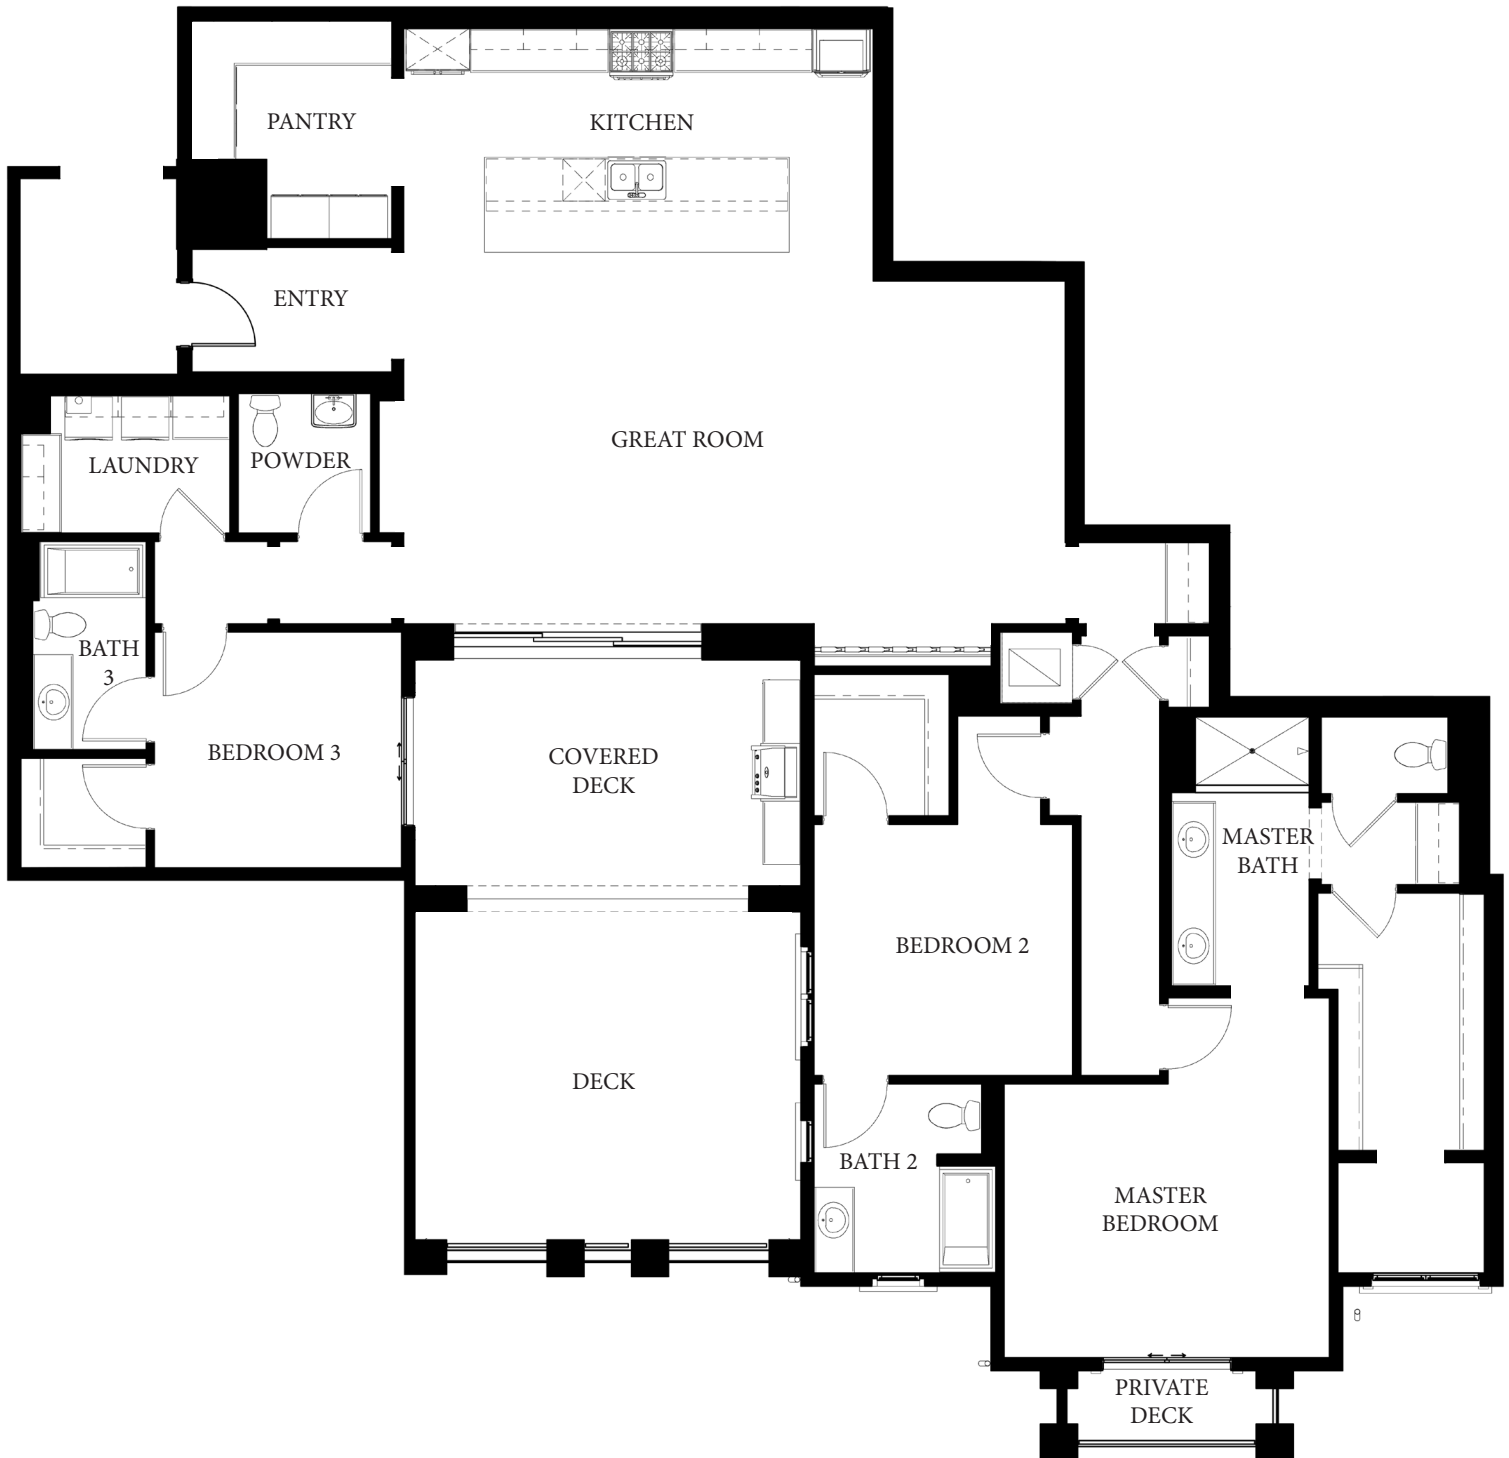 PANTRY
KITCHEN
ENTRY
GREAT ROOM
LAUNDRY
POWDER
BATH
3
BEDROOM 3
COVERED
DECK
MASTER
BATH
BEDROOM 2
DECK
BATH 2
MASTER
BEDROOM
PRIVATE
DECK